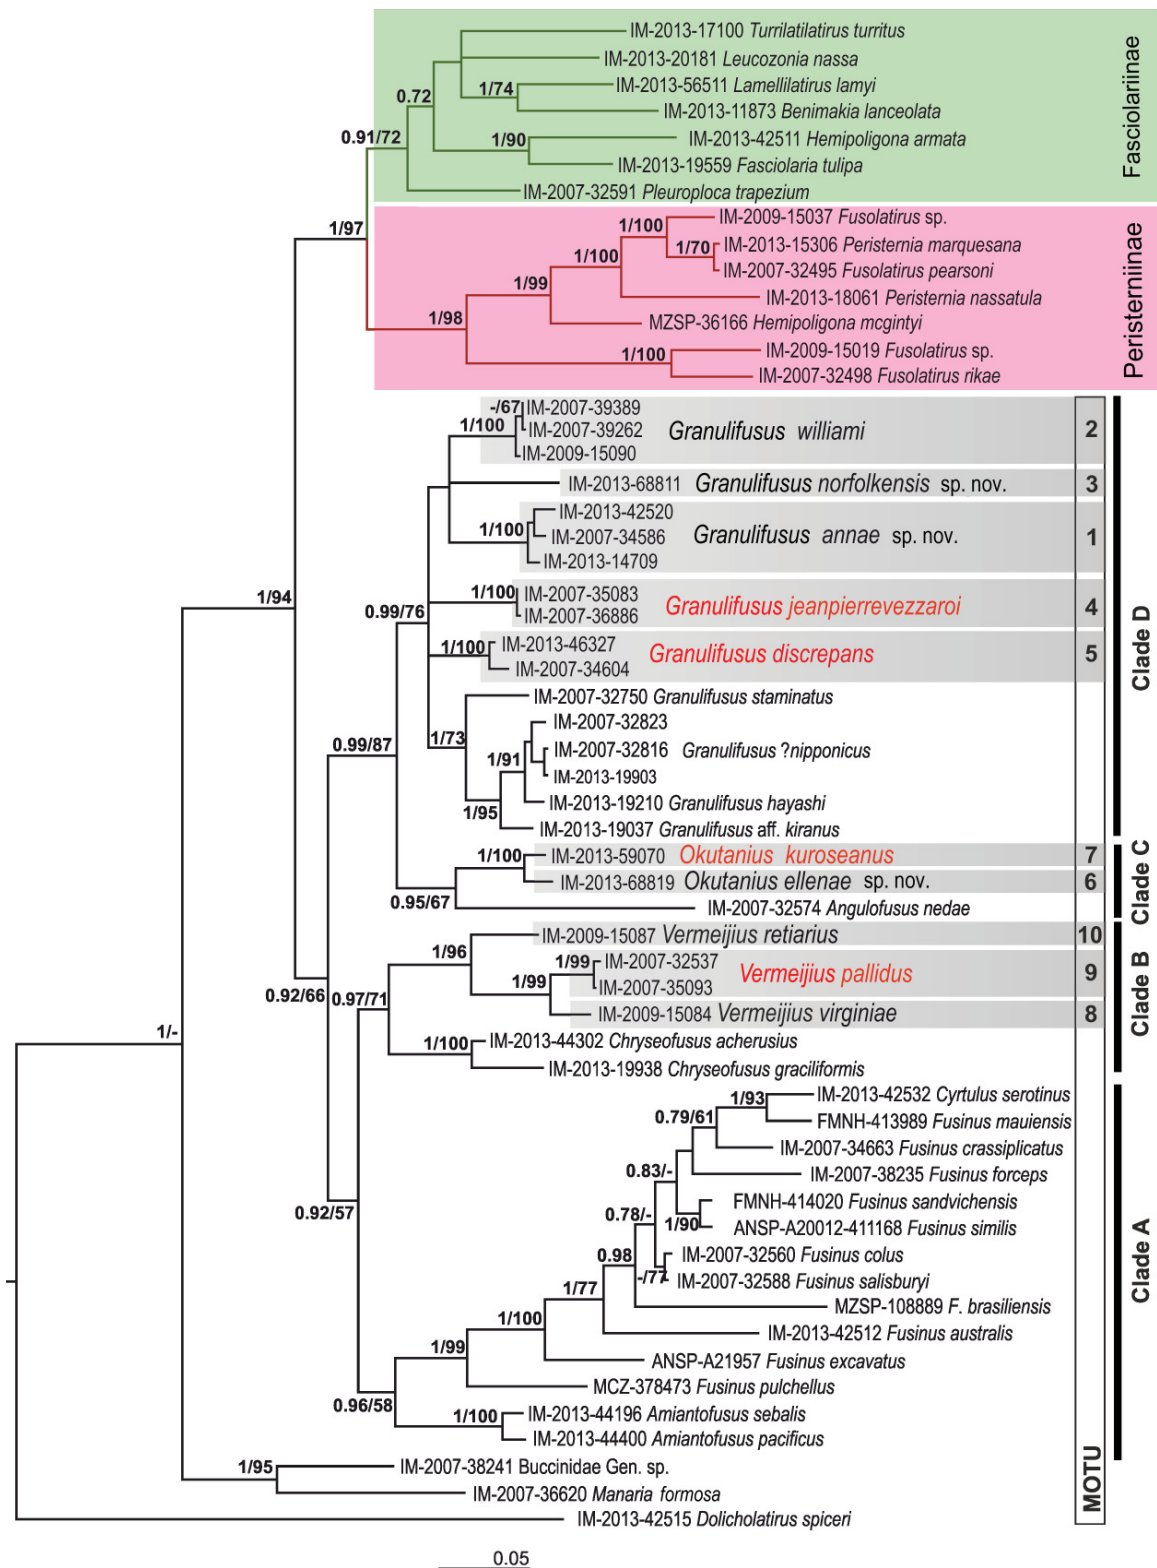 IM-2013-17100 Turrilatilatirus turritus
IM-2013-20181 Leucozonia nassa
IM-2013-56511 Lamellilatirus lamyi
1/74
0.72
IM-2013-11873 Benimakia lanceolata
0.91/72
IM-2013-42511 Hemipoligona armata
1/90
IM-2013-19559 Fasciolaria tulipa
IM-2007-32591 Pleuroploca trapezium
Fasciolariinae
IM-2009-15037 Fusolatirus sp.
1/100
1/97
IM-2013-15306 Peristernia marquesana
1/70
1/100
IM-2007-32495 Fusolatirus pearsoni
1/99
IM-2013-18061 Peristernia nassatula
1/98
MZSP-36166 Hemipoligona mcgintyi
IM-2009-15019 Fusolatirus sp.
1/100
IM-2007-32498 Fusolatirus rikae
Peristerniinae
-/67
IM-2007-39389
1/100
IM-2007-39262 Granulifusus williami
2
IM-2009-15090
IM-2013-68811 Granulifusus norfolkensis sp. nov.
3
IM-2013-42520
1/100
IM-2007-34586 Granulifusus annae sp. nov.
1
IM-2013-14709
1/94
1/100
IM-2007-35083
Granulifusus jeanpierrevezzaroi
4
0.99/76
IM-2007-36886
1/100
IM-2013-46327
Granulifusus discrepans
5
IM-2007-34604
Clade D
IM-2007-32750 Granulifusus staminatus
IM-2007-32823
0.99/87
1/73
IM-2007-32816 Granulifusus ?nipponicus
1/91
IM-2013-19903
IM-2013-19210 Granulifusus hayashi
1/95
IM-2013-19037 Granulifusus aff. kiranus
1/100
IM-2013-59070 Okutanius kuroseanus
7
IM-2013-68819 Okutanius ellenae sp. nov.
6
0.95/67
IM-2007-32574 Angulofusus nedae
Clade C
IM-2009-15087 Vermeijius retiarius
10
1/96
1/99
IM-2007-32537
Vermeijius pallidus
9
1/99
IM-2007-35093
0.92/66
0.97/71
IM-2009-15084 Vermeijius virginiae
8
1/-
1/100
IM-2013-44302 Chryseofusus acherusius
IM-2013-19938 Chryseofusus graciliformis
Clade B
1/93
IM-2013-42532 Cyrtulus serotinus
0.79/61
FMNH-413989 Fusinus mauiensis
IM-2007-34663 Fusinus crassiplicatus
0.83/-
IM-2007-38235 Fusinus forceps
FMNH-414020 Fusinus sandvichensis
0.92/57
0.78/-
1/90
ANSP-A20012-411168 Fusinus similis
0.98
IM-2007-32560 Fusinus colus
-/77
IM-2007-32588 Fusinus salisburyi
1/77
MZSP-108889 F. brasiliensis
1/100
IM-2013-42512 Fusinus australis
1/99
ANSP-A21957 Fusinus excavatus
MCZ-378473 Fusinus pulchellus
0.96/58
1/100
IM-2013-44196 Amiantofusus sebalis
IM-2013-44400 Amiantofusus pacificus
Clade A
1/95
IM-2007-38241 Buccinidae Gen. sp.
IM-2007-36620 Manaria formosa
IM-2013-42515 Dolicholatirus spiceri
MOTU
0.05